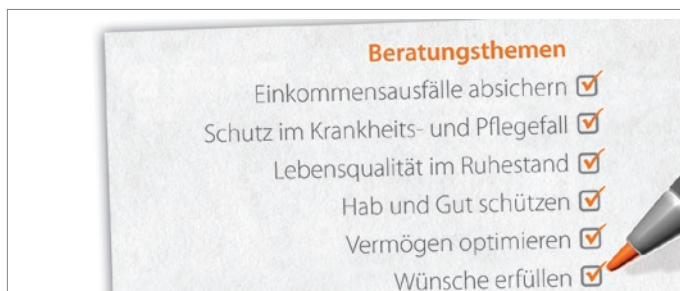 Beratungsthemen
Einkommensausfälle absichern
Schutz im Krankheits- und Pflegefall
Lebensqualität im Ruhestand
Hab und Gut schützen
Vermögen optimieren
Wünsche erfüllen